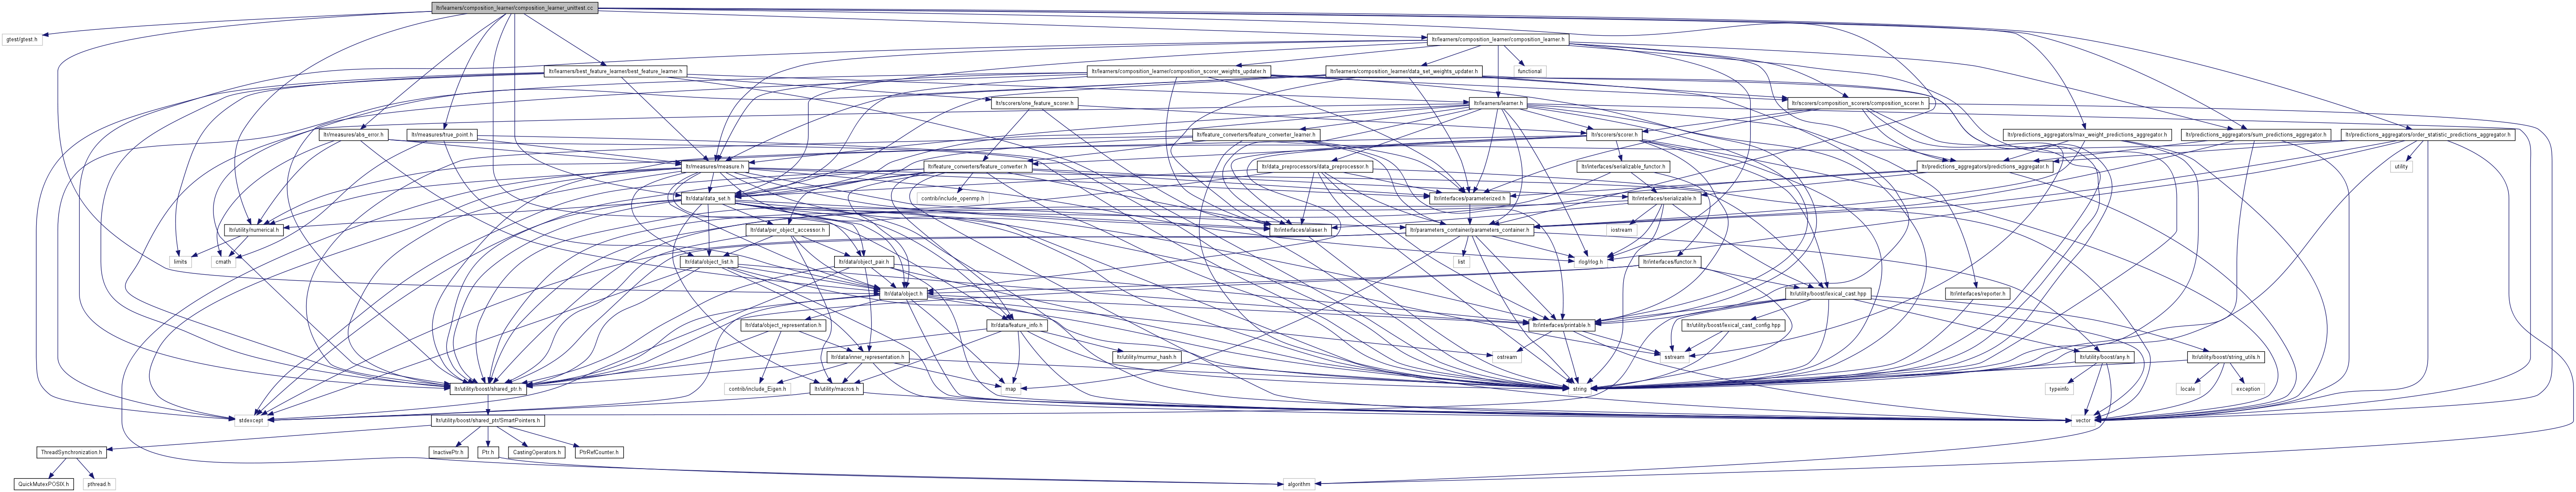 ltr/learners/composition_learner/composition_learner_unittest.cc
gtest/gtest.h
ltr/learners/composition_learner/composition_learner.h
ltr/learners/best_feature_learner/best_feature_learner.h
ltr/learners/composition_learner/composition_scorer_weights_updater.h
ltr/learners/composition_learner/data_set_weights_updater.h
functional
ltr/scorers/one_feature_scorer.h
ltr/learners/learner.h
ltr/scorers/composition_scorers/composition_scorer.h
ltr/measures/abs_error.h
ltr/measures/true_point.h
ltr/feature_converters/feature_converter_learner.h
ltr/scorers/scorer.h
ltr/predictions_aggregators/max_weight_predictions_aggregator.h
ltr/predictions_aggregators/sum_predictions_aggregator.h
ltr/predictions_aggregators/order_statistic_predictions_aggregator.h
ltr/measures/measure.h
ltr/feature_converters/feature_converter.h
ltr/data_preprocessors/data_preprocessor.h
ltr/interfaces/serializable_functor.h
ltr/predictions_aggregators/predictions_aggregator.h
utility
ltr/data/data_set.h
contrib/include_openmp.h
ltr/interfaces/parameterized.h
ltr/interfaces/serializable.h
ltr/utility/numerical.h
ltr/data/per_object_accessor.h
ltr/interfaces/aliaser.h
ltr/parameters_container/parameters_container.h
iostream
limits
cmath
ltr/data/object_list.h
ltr/data/object_pair.h
list
rlog/rlog.h
ltr/interfaces/functor.h
ltr/data/object.h
ltr/utility/boost/lexical_cast.hpp
ltr/interfaces/reporter.h
ltr/data/object_representation.h
ltr/data/feature_info.h
ltr/interfaces/printable.h
ltr/utility/boost/lexical_cast_config.hpp
ltr/data/inner_representation.h
ltr/utility/murmur_hash.h
ostream
sstream
ltr/utility/boost/any.h
ltr/utility/boost/string_utils.h
ltr/utility/boost/shared_ptr.h
contrib/include_Eigen.h
ltr/utility/macros.h
map
string
typeinfo
locale
exception
stdexcept
ltr/utility/boost/shared_ptr/SmartPointers.h
vector
ThreadSynchronization.h
InactivePtr.h
Ptr.h
CastingOperators.h
PtrRefCounter.h
QuickMutexPOSIX.h
pthread.h
algorithm